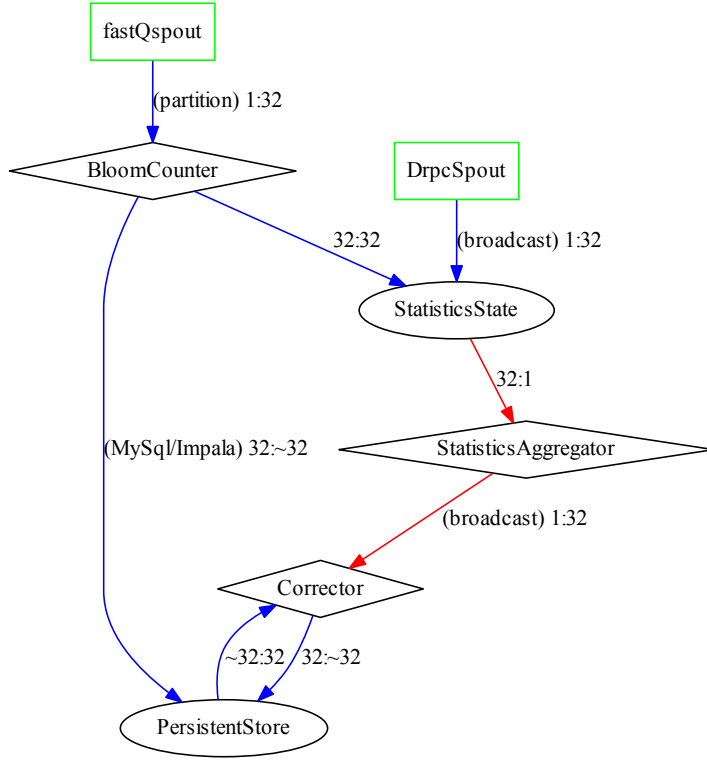 fastQspout
(partition) 1:32
BloomCounter
DrpcSpout
32:32
(broadcast) 1:32
StatisticsState
32:1
(MySql/Impala) 32:~32
StatisticsAggregator
(broadcast) 1:32
Corrector
~32:32
32:~32
PersistentStore